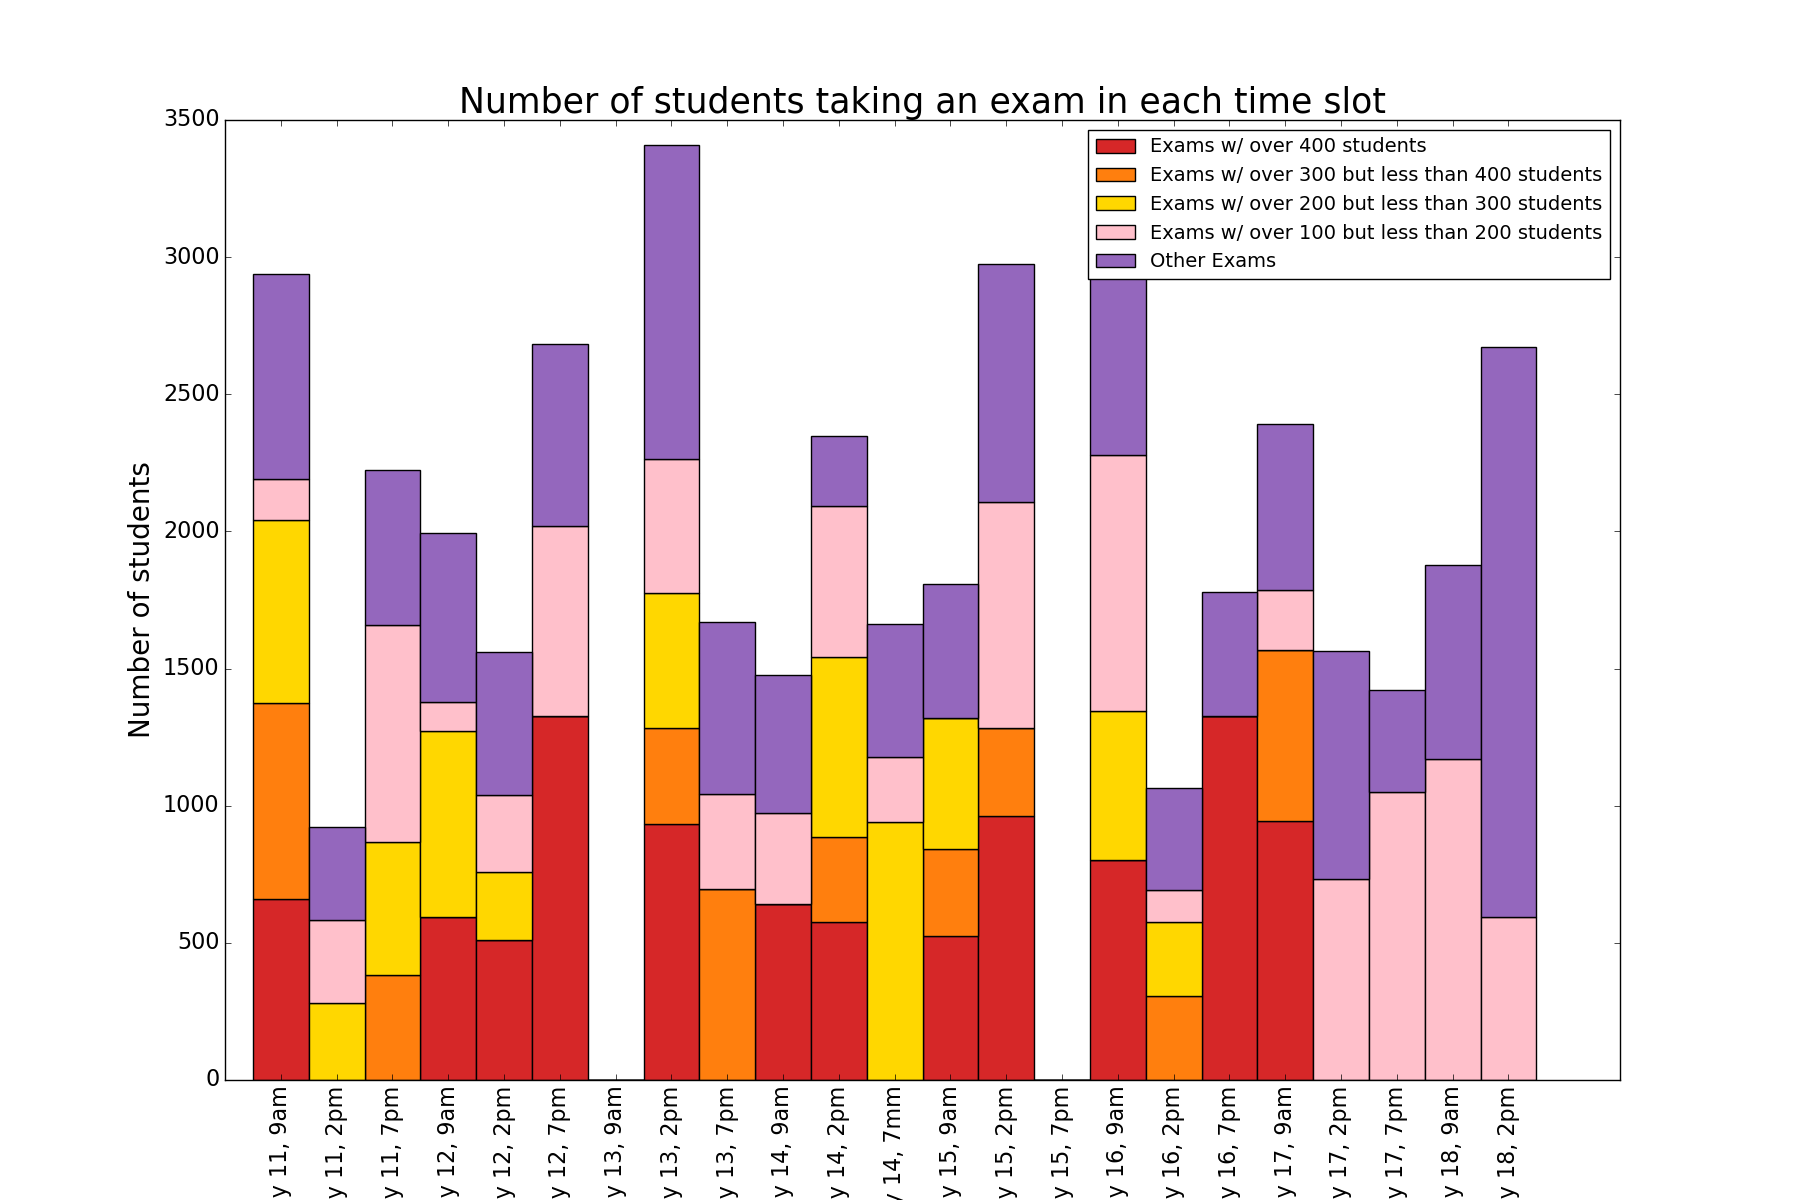 Number of students taking an exam in each time slot
Exams w/ over 400 students
Exams w/ over 300 but less than 400 students
Exams w/ over 200 but less than 300 students
Exams w/ over 100 but less than 200 students
Other Exams
Number of students
3500
3000
2500
2000
1500
1000
500
0
y 11, 9am
y 11, 2pm
y 11, 7pm
y 12, 9am
y 12, 2pm
y 12, 7pm
y 13, 9am
y 13, 2pm
y 13, 7pm
y 14, 9am
y 14, 2pm
y 14, 7mm
y 15, 9am
y 15, 2pm
y 15, 7pm
y 16, 9am
y 16, 2pm
y 16, 7pm
y 17, 9am
y 17, 2pm
y 17, 7pm
y 18, 9am
y 18, 2pm